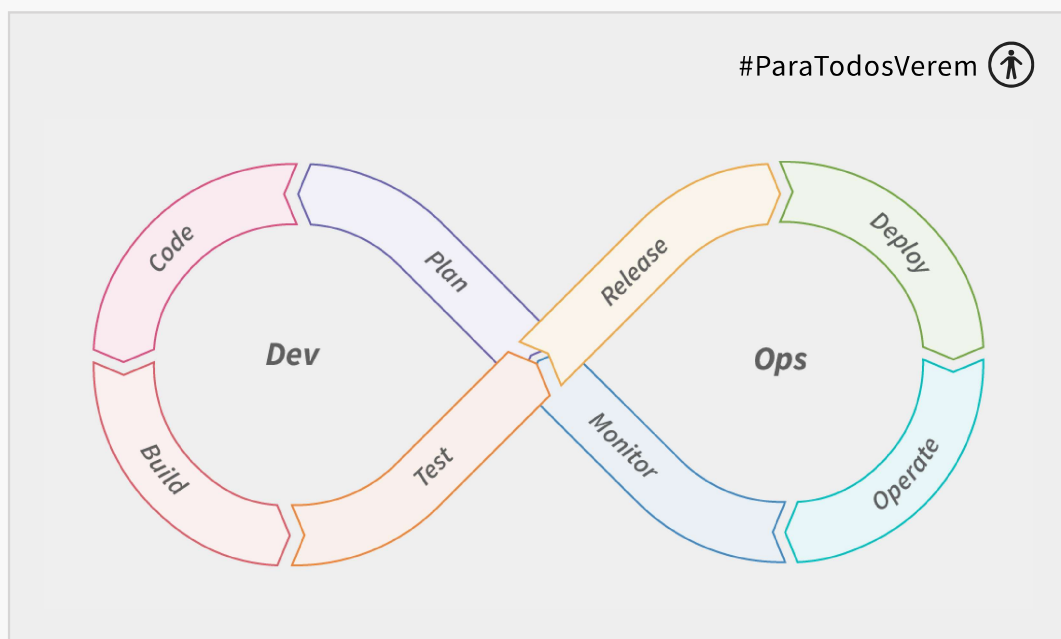 #ParaTodosVerem
Plan
Code
Build
Test
Release
Deploy
Operate
Monitor
Dev
Ops